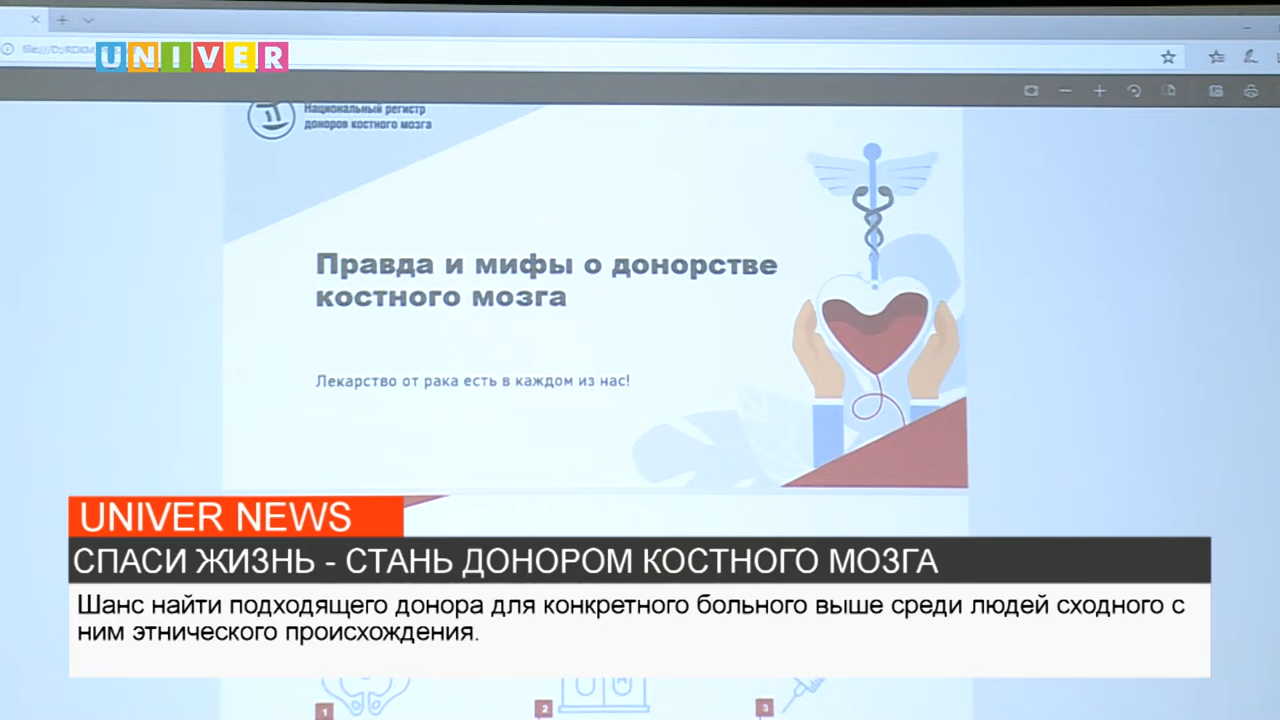 file:///D:/RDKM
UNIVER
Национальный регистр
доноров костного мозга
Правда и мифы о донорстве
костного мозга
Лекарство от рака есть в каждом из нас!
UNIVER NEWS
СПАСИ ЖИЗНЬ - СТАНЬ ДОНОРОМ КОСТНОГО МОЗГА
Шанс найти подходящего донора для конкретного больного выше среди людей сходного с
ним этнического происхождения.
1 2 3